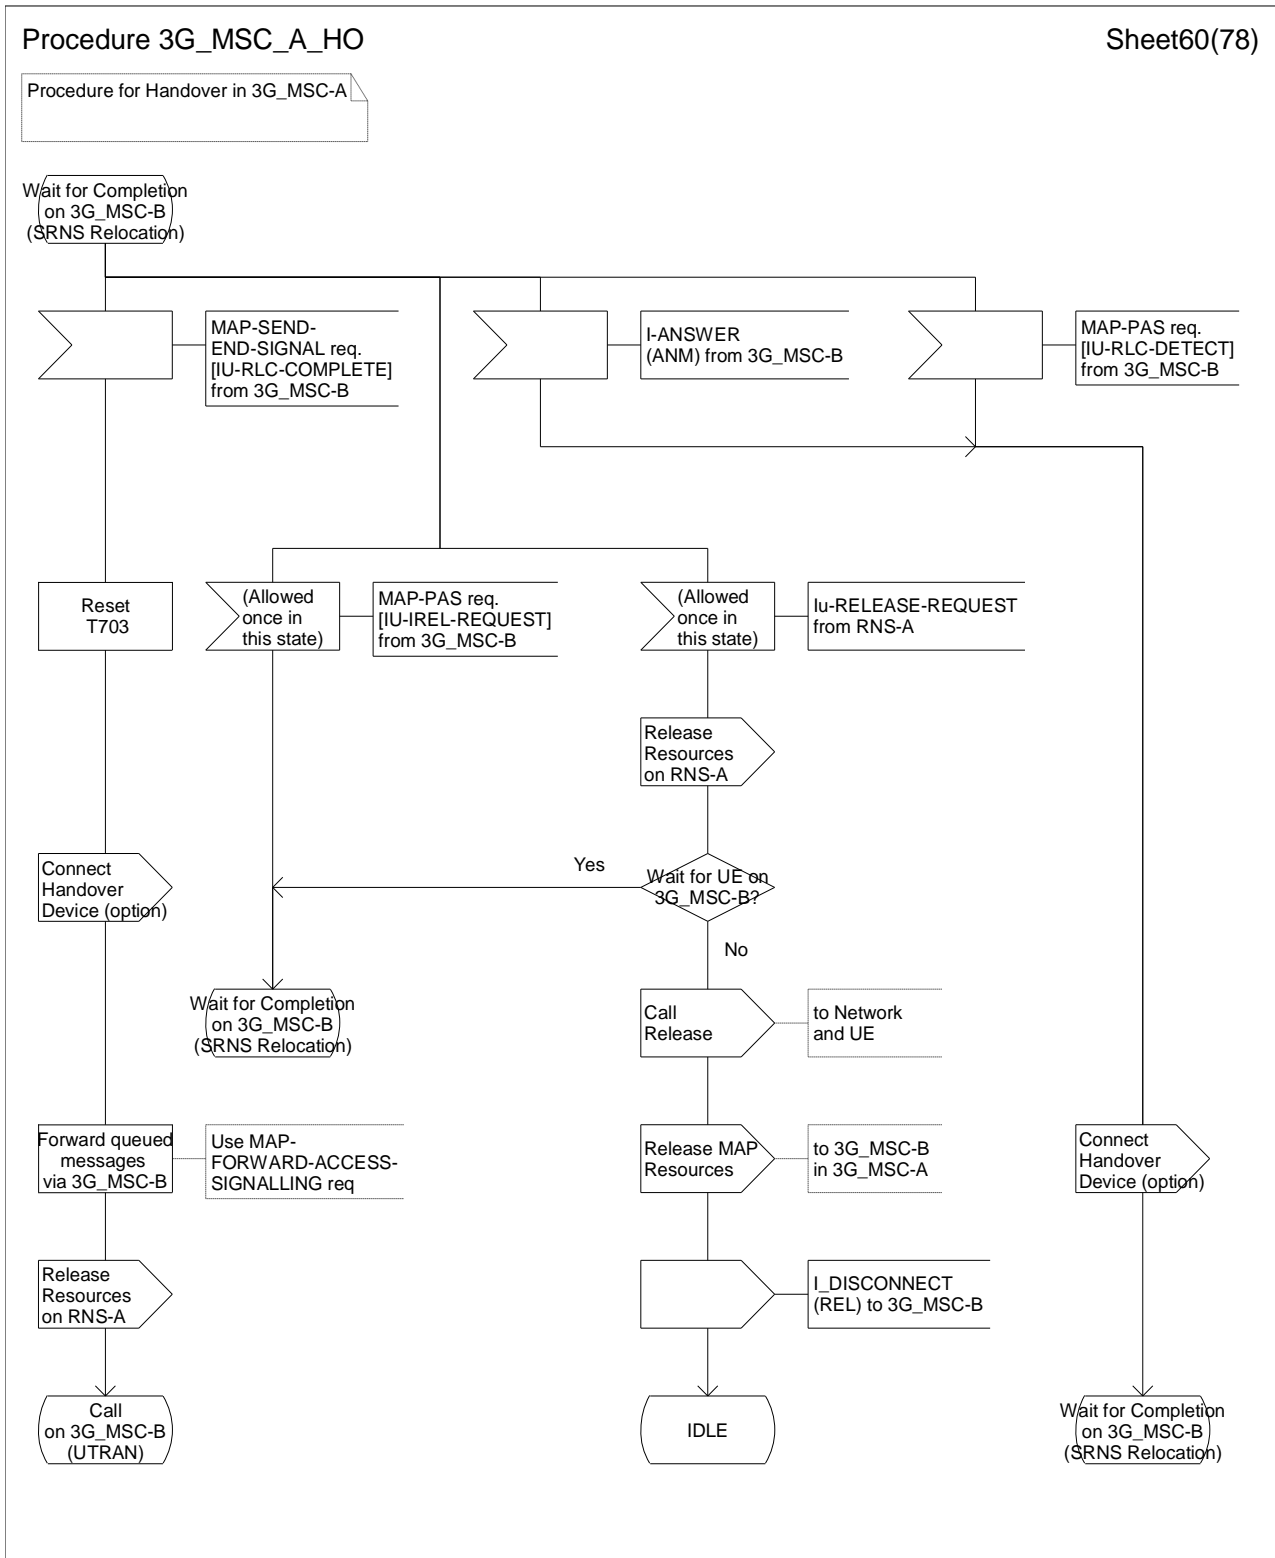 Procedure 3G_MSC_A_HO
Sheet60(78)
Procedure for Handover in 3G_MSC-A
Wait for Completion
on 3G_MSC-B
(SRNS Relocation)
MAP-SEND-
END-SIGNAL req.
[IU-RLC-COMPLETE]
from 3G_MSC-B
I-ANSWER
(ANM) from 3G_MSC-B
MAP-PAS req.
[IU-RLC-DETECT]
from 3G_MSC-B
Reset
T703
(Allowed
once in
this state)
MAP-PAS req.
[IU-IREL-REQUEST]
from 3G_MSC-B
(Allowed
once in
this state)
Iu-RELEASE-REQUEST
from RNS-A
Release
Resources
on RNS-A
Connect
Handover
Device (option)
Yes
Wait for UE on
3G_MSC-B?
No
Wait for Completion
on 3G_MSC-B
(SRNS Relocation)
Call
Release
to Network
and UE
Forward queued
messages
via 3G_MSC-B
Use MAP-
FORWARD-ACCESS-
SIGNALLING req
Release MAP
Resources
to 3G_MSC-B
in 3G_MSC-A
Connect
Handover
Device (option)
Release
Resources
on RNS-A
I_DISCONNECT
(REL) to 3G_MSC-B
Call
on 3G_MSC-B
(UTRAN)
IDLE
Wait for Completion
on 3G_MSC-B
(SRNS Relocation)